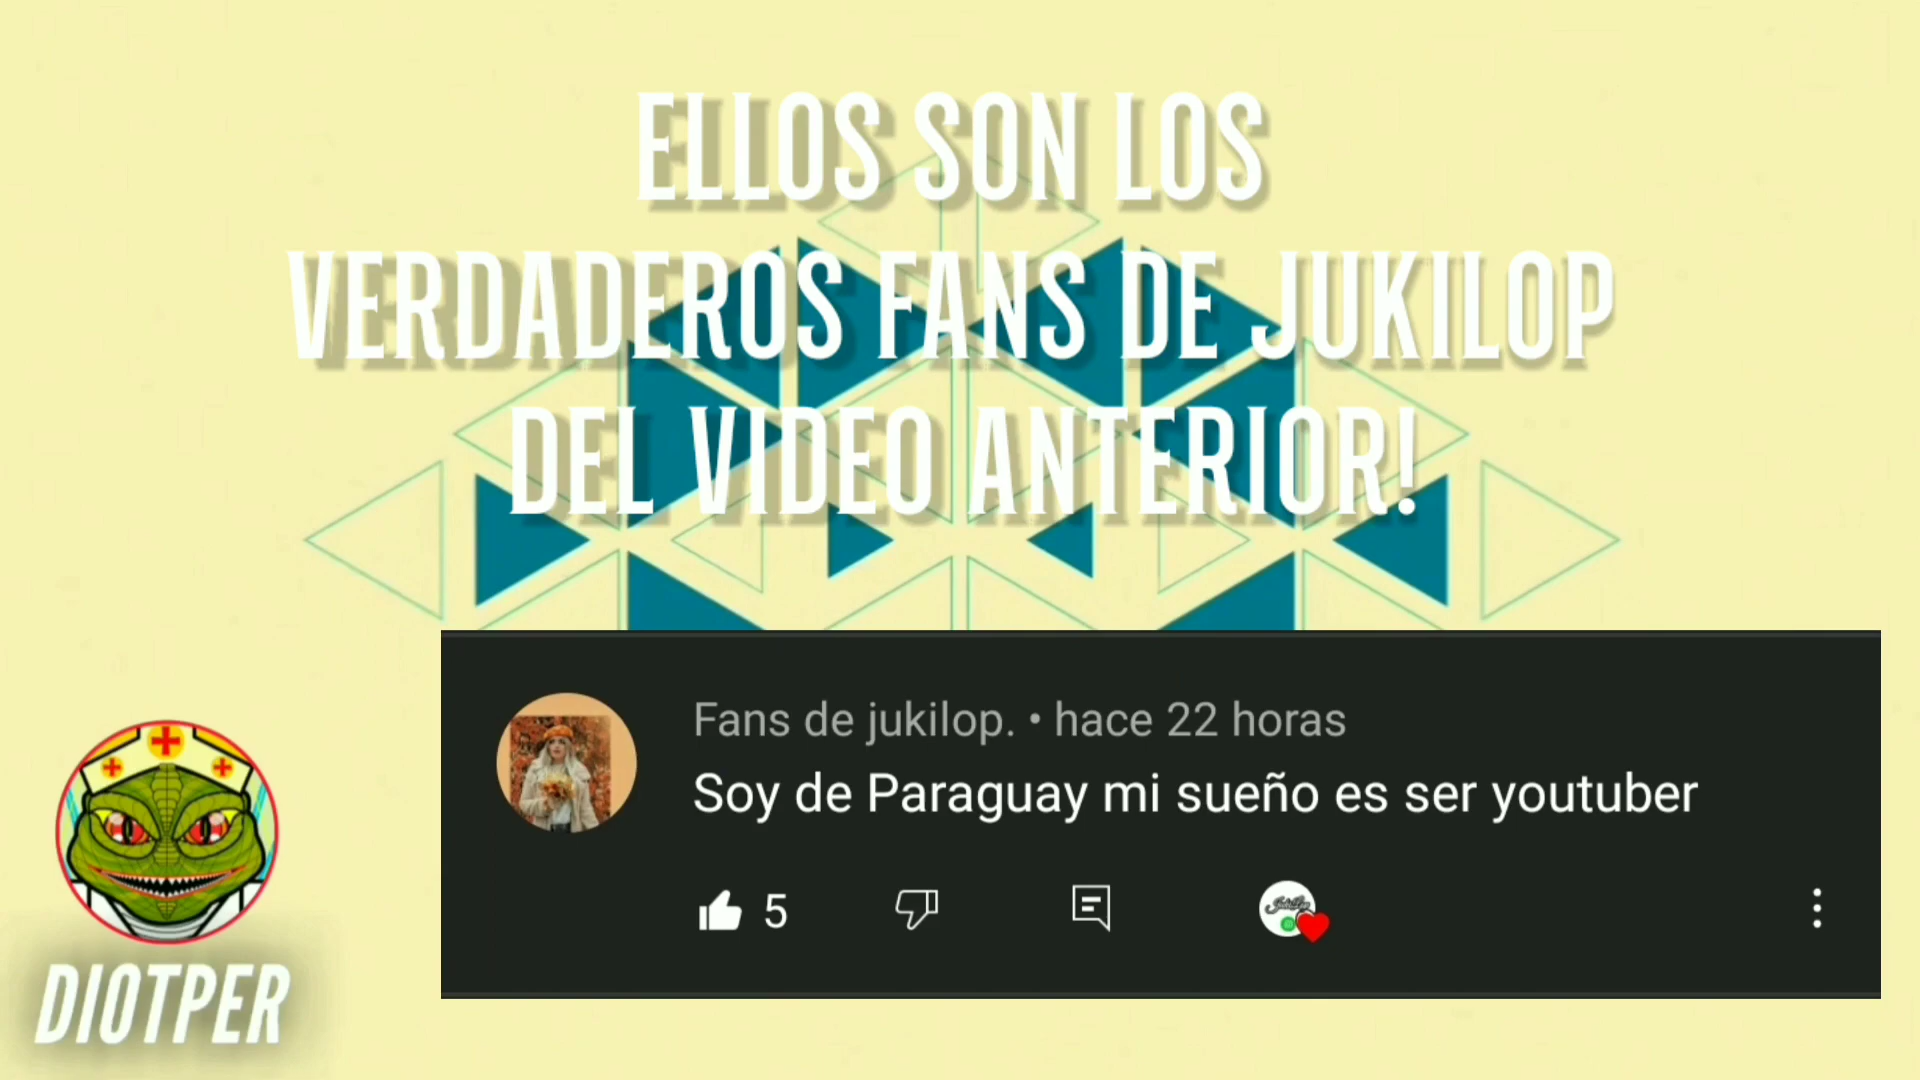 ELLOS SON LOS
VERDADEROS FANS DE JUKILOP
DEL VIDEO ANTERIOR!
Fans de jukilop. • hace 22 horas
Soy de Paraguay mi sueño es ser youtuber
5
DIOTPER